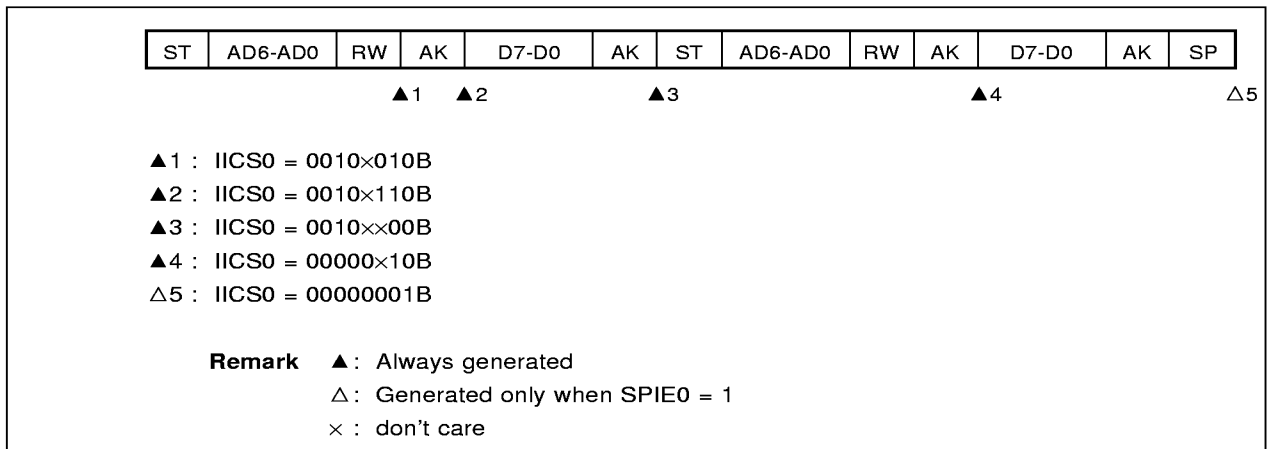 ST AD6-AD0 RW AK D7-D0 AK ST AD6-AD0 RW AK D7-D0 AK SP
▲1 ▲2 ▲3 ▲4 △5
▲1 : IICS0 = 0010×010B
▲2 : IICS0 = 0010×110B
▲3 : IICS0 = 0010××00B
▲4 : IICS0 = 00000×10B
△5 : IICS0 = 00000001B
Remark ▲ : Always generated
△ : Generated only when SPIE0 = 1
× : don't care